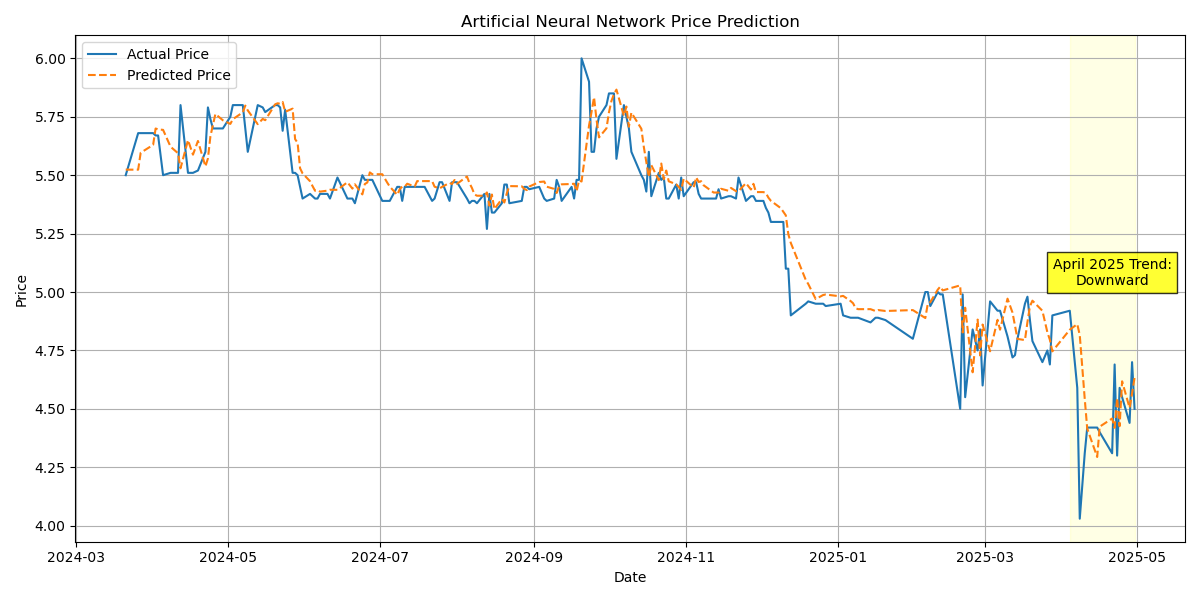 Artificial Neural Network Price Prediction
Actual Price
Predicted Price
6.00
5.75
5.50
5.25
5.00
4.75
4.50
4.25
4.00
Price
April 2025 Trend:
Downward
2024-03
2024-05
2024-07
2024-09
2024-11
2025-01
2025-03
2025-05
Date